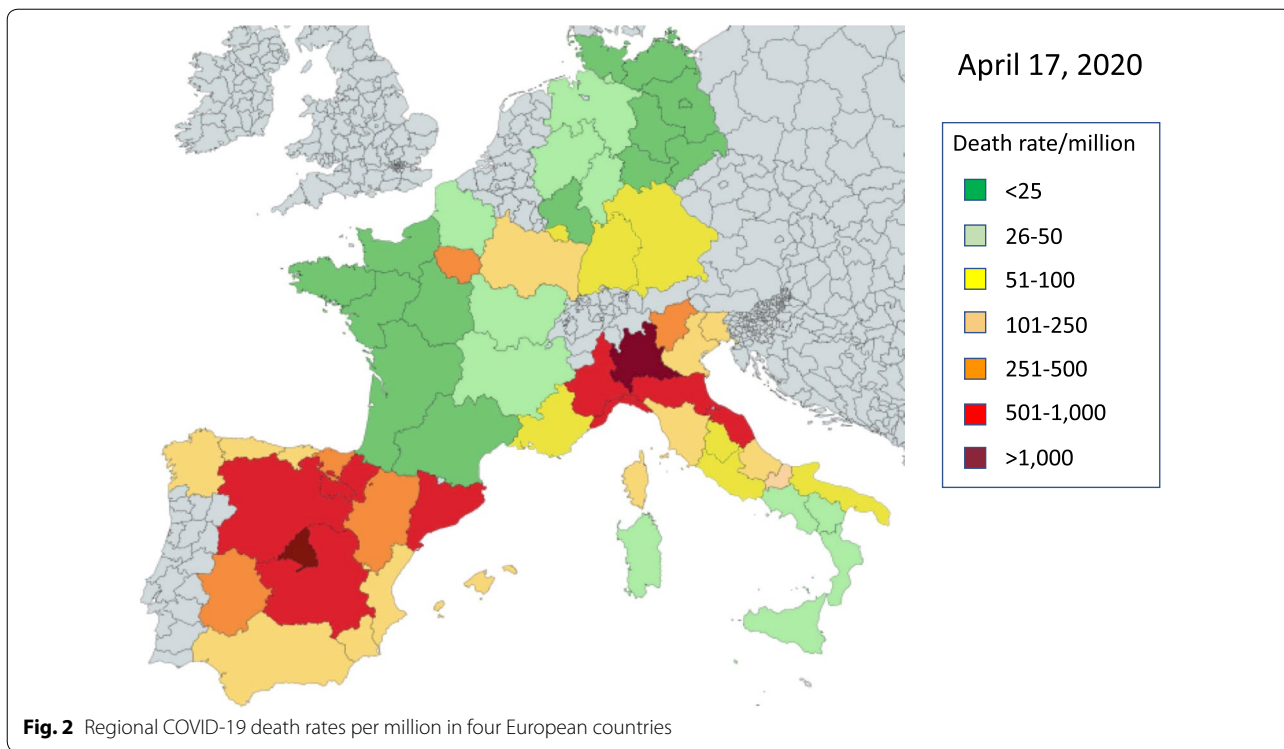 April 17, 2020
Death rate/million
<25
26-50
51-100
101-250
251-500
501-1,000
>1,000
Fig. 2 Regional COVID-19 death rates per million in four European countries